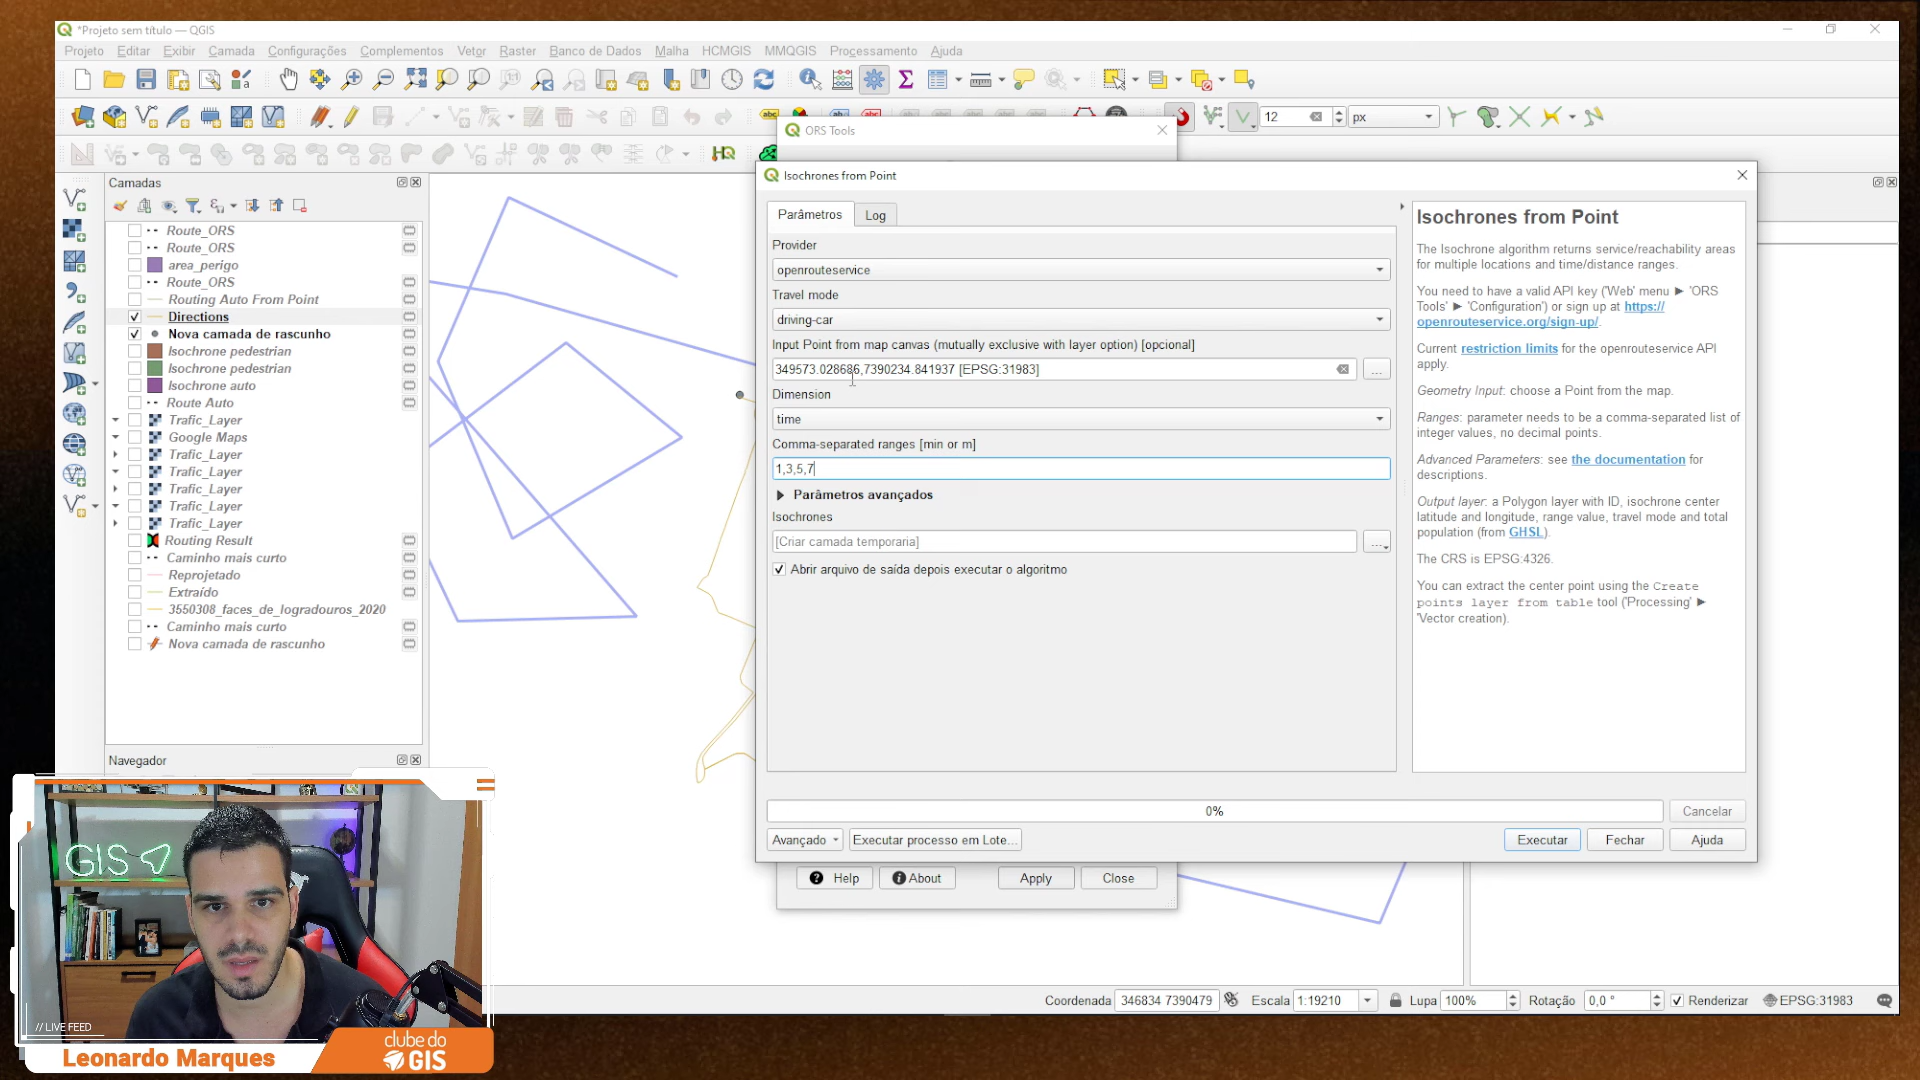 *Projeto sem título — QGIS
Projeto Editar Exibir Camada Configurações Complementos Vetor Raster Banco de Dados Malha HCMGIS MMQGIS Processamento Ajuda
12 px
ORS Tools
Camadas
Isochrones from Point
Route_ORS
Route_ORS
area_perigo
Route_ORS
Routing Auto From Point
Directions
Nova camada de rascunho
Isochrone pedestrian
Isochrone pedestrian
Isochrone auto
Route Auto
Trafic_Layer
Google Maps
Trafic_Layer
Trafic_Layer
Trafic_Layer
Trafic_Layer
Trafic_Layer
Routing Result
Caminho mais curto
Reprojetado
Extraído
3550308_faces_de_logradouros_2020
Caminho mais curto
Nova camada de rascunho
Navegador
Parâmetros Log
Provider
openrouteservice
Travel mode
driving-car
Input Point from map canvas (mutually exclusive with layer option) [opcional]
349573.028686,7390234.841937 [EPSG:31983]
Dimension
time
Comma-separated ranges [min or m]
1,3,5,7
Parâmetros avançados
Isochrones
[Criar camada temporaria]
Abrir arquivo de saída depois executar o algoritmo
Isochrones from Point
The Isochrone algorithm returns service/reachability areas
for multiple locations and time/distance ranges.
You need to have a valid API key ('Web' menu ► 'ORS
Tools' ► 'Configuration') or sign up at https://
openrouteservice.org/sign-up/.
Current restriction limits for the openrouteservice API
apply.
Geometry Input: choose a Point from the map.
Ranges: parameter needs to be a comma-separated list of
integer values, no decimal points.
Advanced Parameters: see the documentation for
descriptions.
Output layer: a Polygon layer with ID, isochrone center
latitude and longitude, range value, travel mode and total
population (from GHSL).
The CRS is EPSG:4326.
You can extract the center point using the Create
points layer from table tool ('Processing' ►
'Vector creation).
0%
Cancelar
Avançado Executar processo em Lote... Executar Fechar Ajuda
Help About Apply Close
Coordenada 346834 7390479 Escala 1:19210 Lupa 100% Rotação 0,0 ° Renderizar EPSG:31983
GIS
// LIVE FEED
Leonardo Marques
clube do
GIS